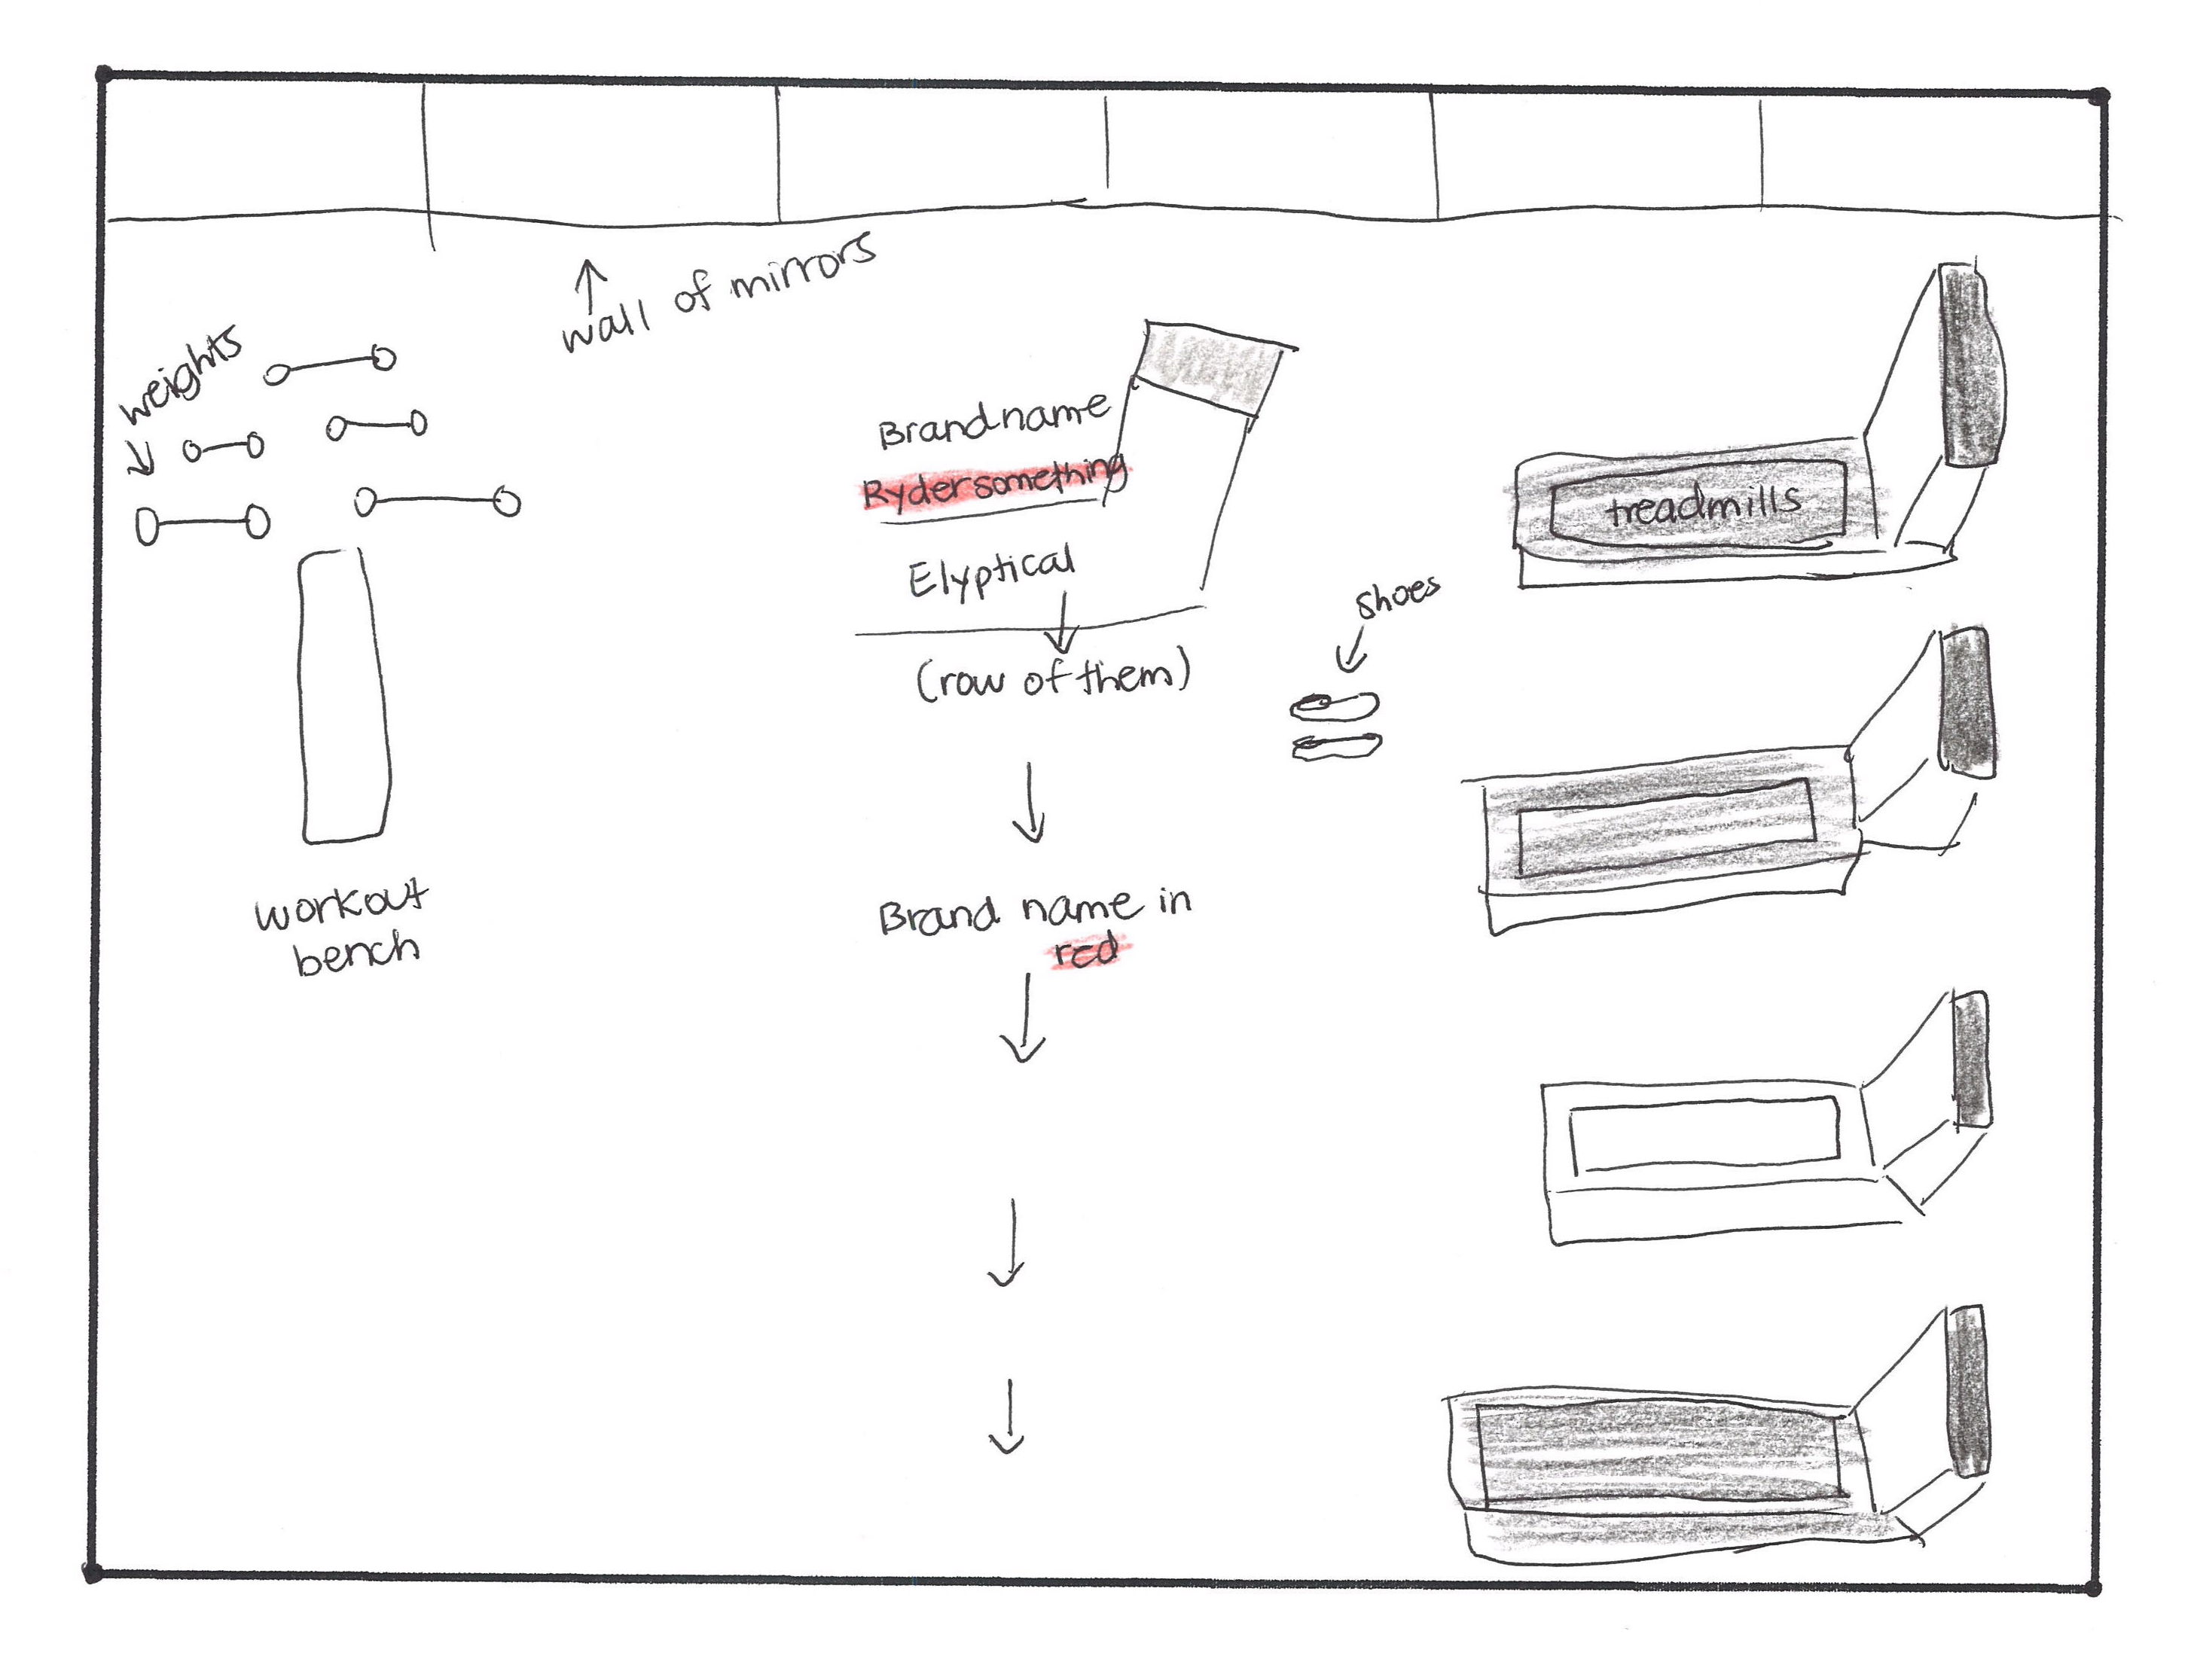 wall of mirrors
weights
Brandname
Rydersomething
Elyptical
(row of them)
shoes
treadmills
workout
bench
Brand name in
red